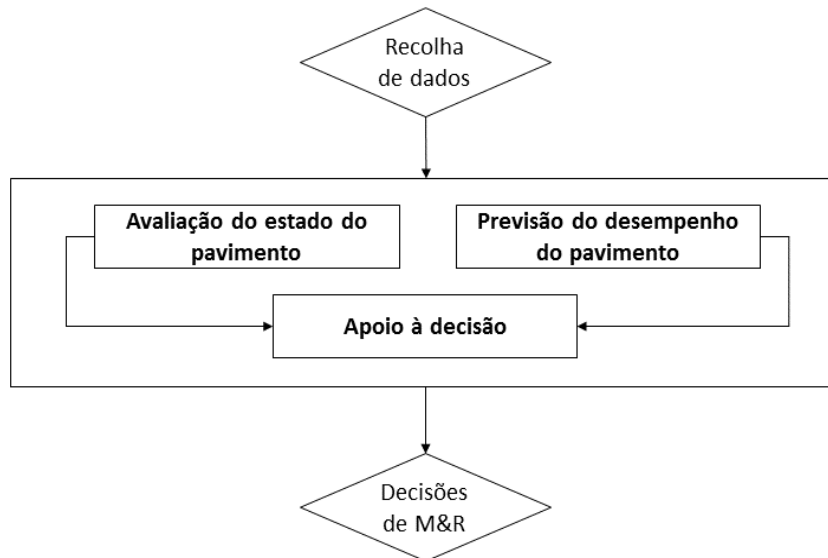 Recolha
de dados
Avaliação do estado do
pavimento
Previsão do desempenho
do pavimento
Apoio à decisão
Decisões
de M&R